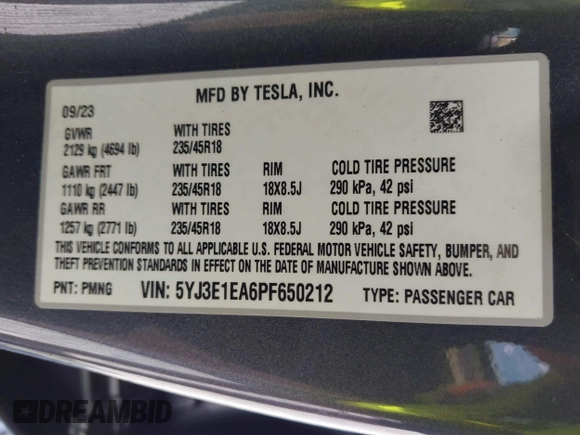 MFD BY TESLA, INC.
09/23
GVWR WITH TIRES
2129 kg (4694 lb) 235/45R18
GAWR FRT WITH TIRES RIM COLD TIRE PRESSURE
1110 kg (2447 lb) 235/45R18 18X8.5J 290 kPa, 42 psi
GAWR RR WITH TIRES RIM COLD TIRE PRESSURE
1257 kg (2771 lb) 235/45R18 18X8.5J 290 kPa, 42 psi
THIS VEHICLE CONFORMS TO ALL APPLICABLE U.S. FEDERAL MOTOR VEHICLE SAFETY, BUMPER, AND
THEFT PREVENTION STANDARDS IN EFFECT ON THE DATE OF MANUFACTURE SHOWN ABOVE.
PNT: PMNG VIN: 5YJ3E1EA6PF650212 TYPE: PASSENGER CAR
DREAMBID